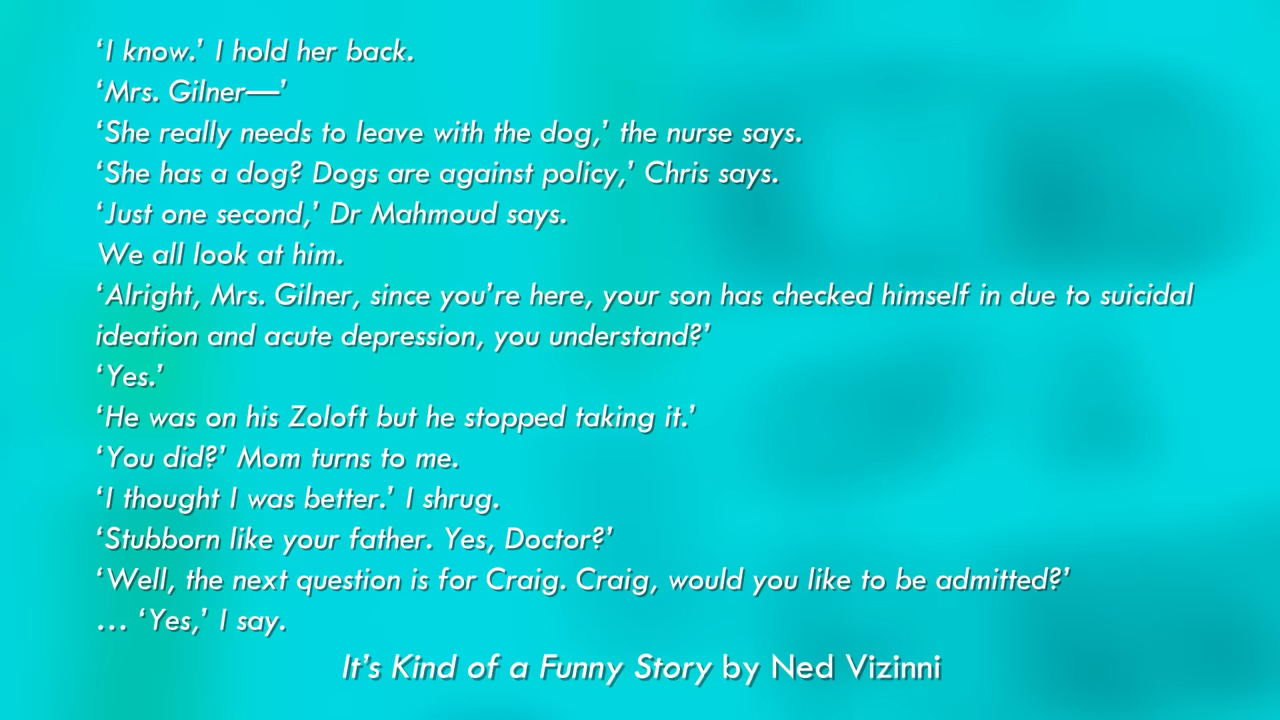 ‘I know.’ I hold her back.
‘Mrs. Gilner—’
‘She really needs to leave with the dog,’ the nurse says.
‘She has a dog? Dogs are against policy,’ Chris says.
‘Just one second,’ Dr Mahmoud says.
We all look at him.
‘Alright, Mrs. Gilner, since you’re here, your son has checked himself in due to suicidal
ideation and acute depression, you understand?’
‘Yes.’
‘He was on his Zoloft but he stopped taking it.’
‘You did?’ Mom turns to me.
‘I thought I was better.’ I shrug.
‘Stubborn like your father. Yes, Doctor?’
‘Well, the next question is for Craig. Craig, would you like to be admitted?’
… ‘Yes,’ I say.
It’s Kind of a Funny Story by Ned Vizinni